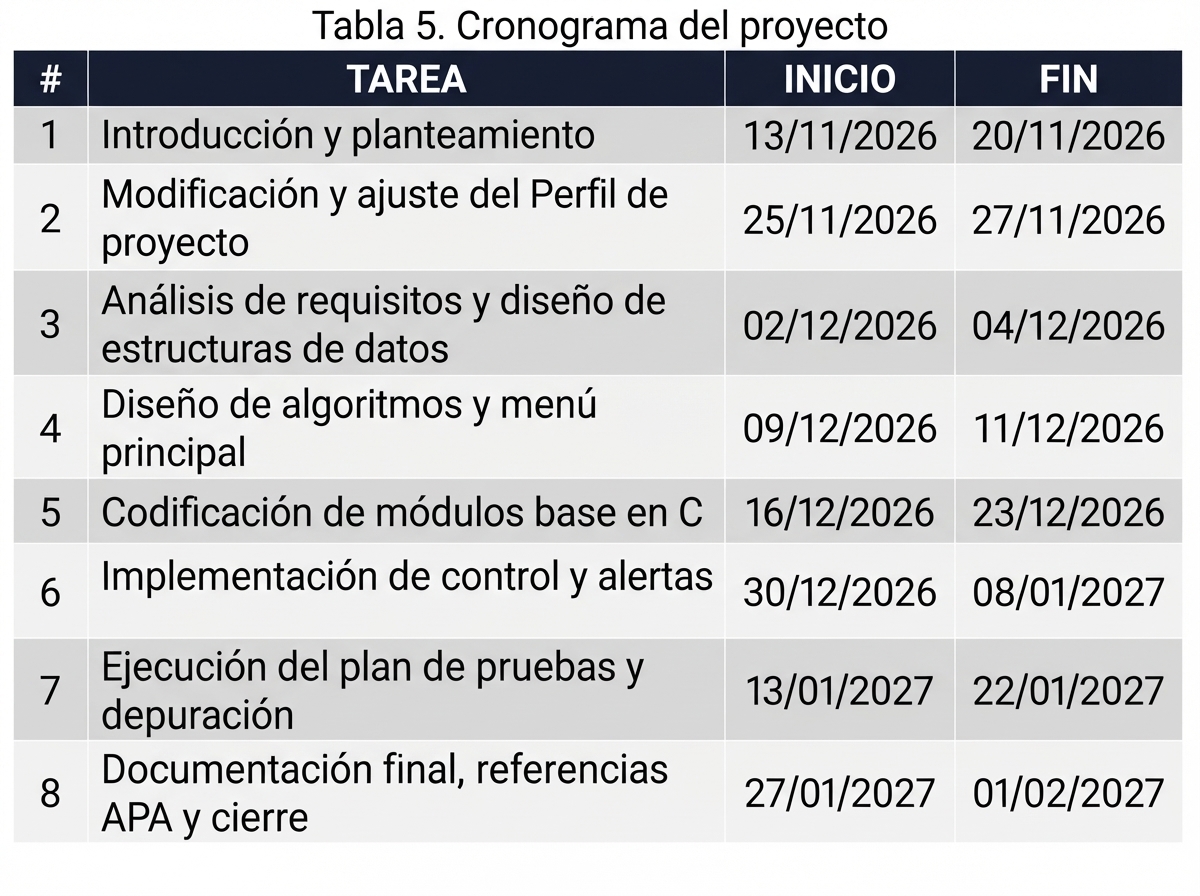 Tabla 5. Cronograma del proyecto
# TAREA INICIO FIN
1 Introducción y planteamiento 13/11/2026 20/11/2026
2 Modificación y ajuste del Perfil de
proyecto 25/11/2026 27/11/2026
3 Análisis de requisitos y diseño de
estructuras de datos 02/12/2026 04/12/2026
4 Diseño de algoritmos y menú
principal 09/12/2026 11/12/2026
5 Codificación de módulos base en C 16/12/2026 23/12/2026
6 Implementación de control y alertas 30/12/2026 08/01/2027
7 Ejecución del plan de pruebas y
depuración 13/01/2027 22/01/2027
8 Documentación final, referencias
APA y cierre 27/01/2027 01/02/2027